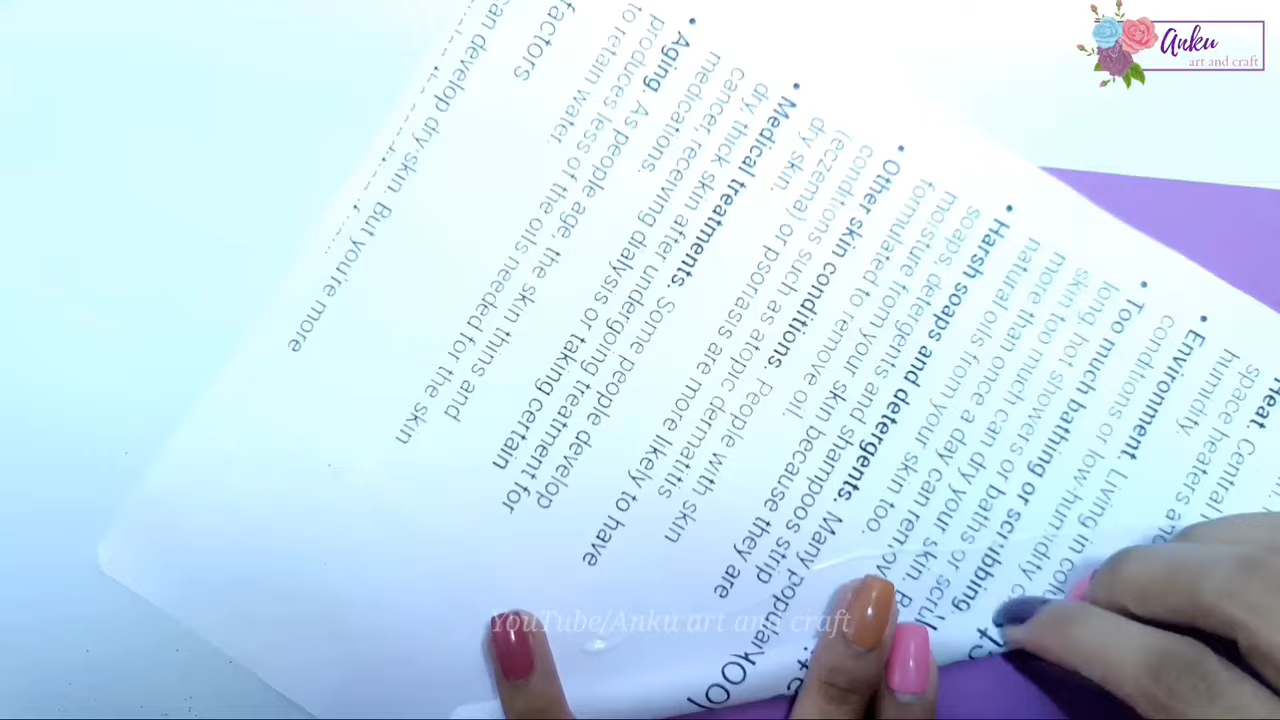 Anku
art and craft
Heat. Central
space heaters and
humidity.
• Environment. Living in
conditions or low-humidity
• Too much bathing or scrubbing.
long, hot showers or baths or
skin too much can dry your skin.
more than once a day can remove
natural oils from your skin too.
• Harsh soaps and detergents. Many popular
soaps, detergents and shampoos strip
moisture from your skin because they are
formulated to remove oil.
• Other skin conditions. People with skin
conditions such as atopic dermatitis
(eczema) or psoriasis are more likely to have
dry skin.
• Medical treatments. Some people develop
dry, thick skin after undergoing treatment for
cancer, receiving dialysis or taking certain
medications.
• Aging. As people age, the skin thins and
produces less of the oils needed for the skin
to retain water.
factors
can develop dry skin. But you're more
YouTube/Anku art and craft